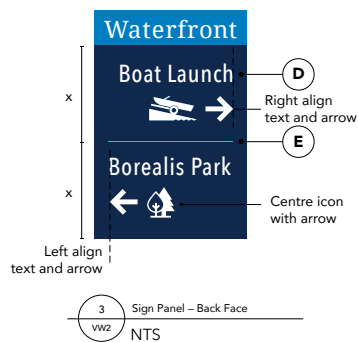 Waterfront
Boat Launch
D
x
Right align
text and arrow
E
Borealis Park
x
Centre icon
with arrow
Left align
text and arrow
3
VW2
Sign Panel – Back Face
NTS